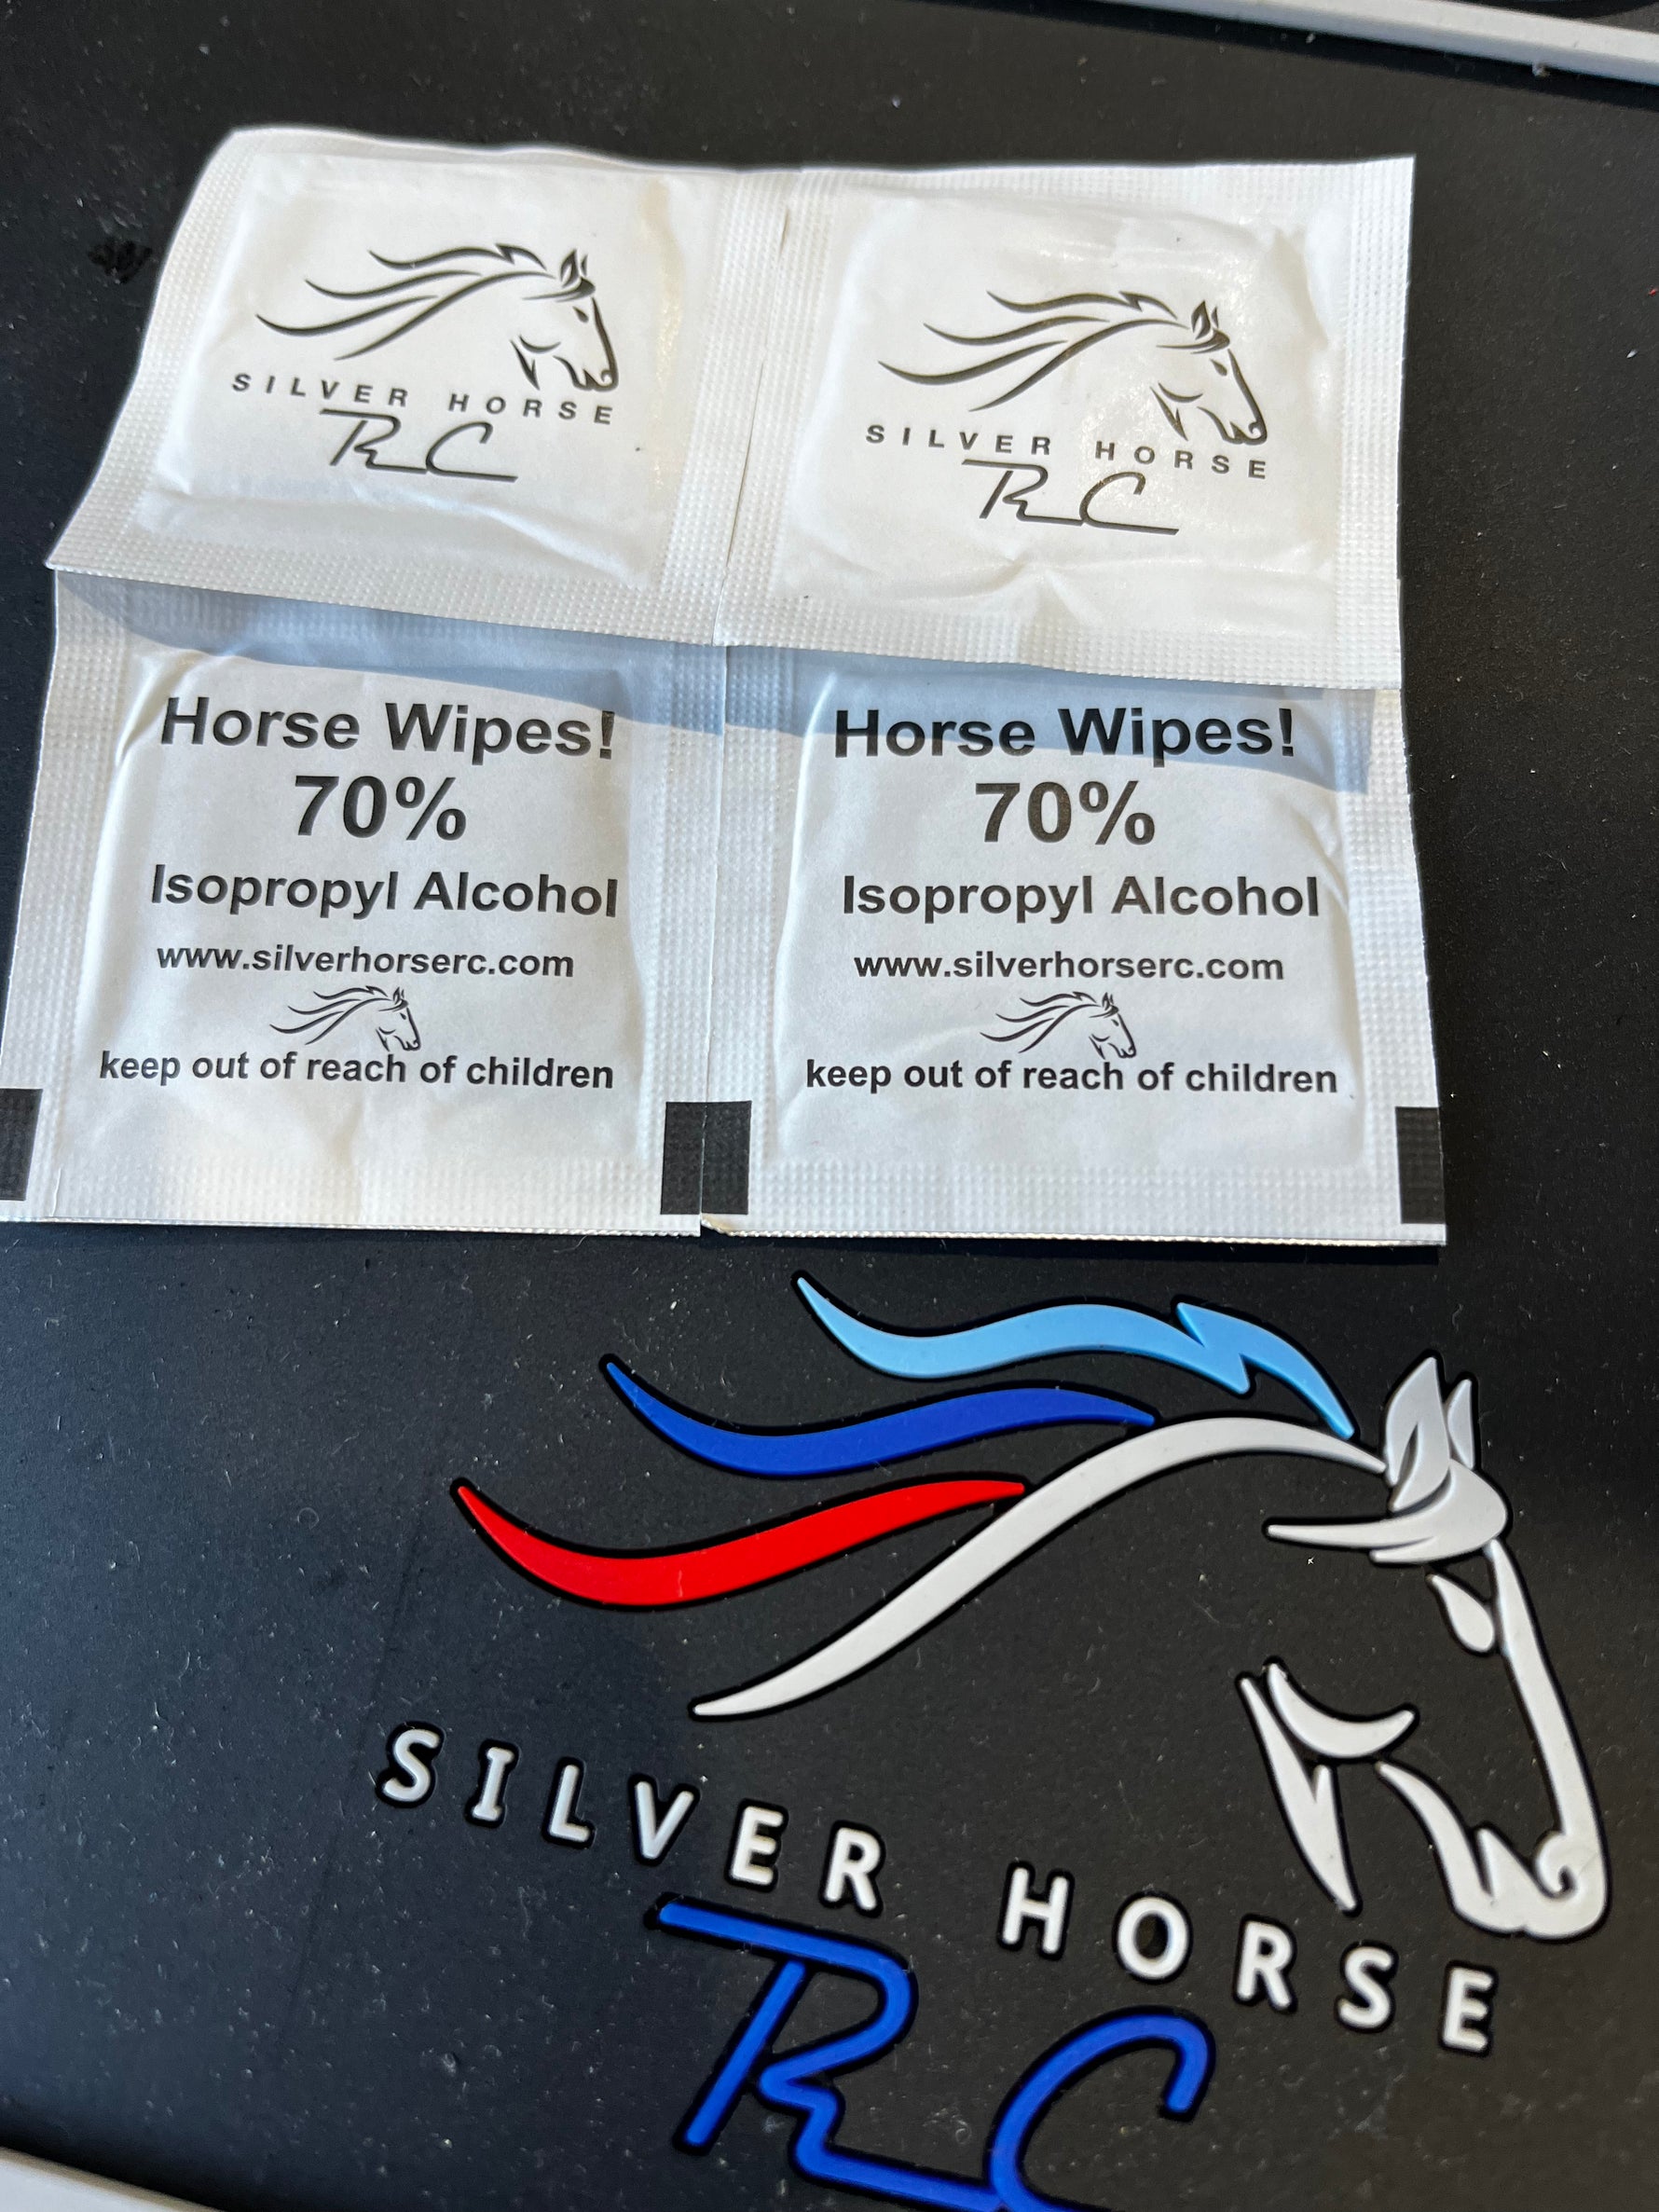 SILVER HORSE
RC
SILVER HORSE
RC
Horse Wipes!
70%
Isopropyl Alcohol
www.silverhorserc.com
keep out of reach of children
Horse Wipes!
70%
Isopropyl Alcohol
www.silverhorserc.com
keep out of reach of children
SILVER HORSE
RC